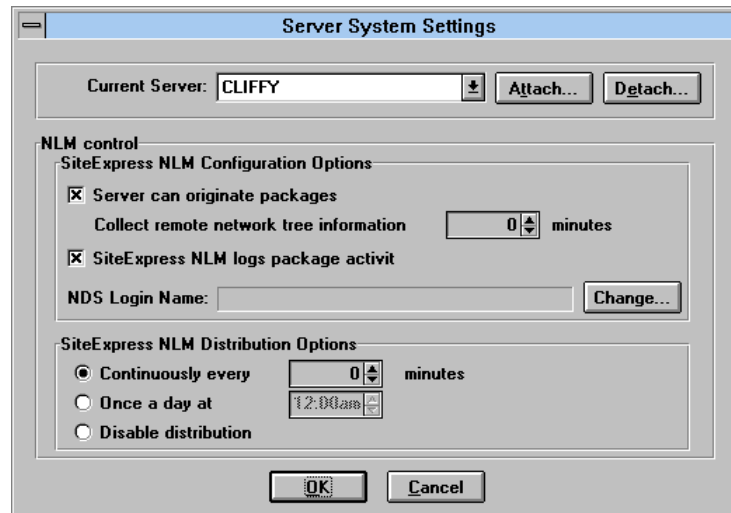 Server System Settings
Current Server: CLIFFY Attach... Detach...
NLM control
SiteExpress NLM Configuration Options
Server can originate packages
Collect remote network tree information 0 minutes
SiteExpress NLM logs package activit
NDS Login Name: Change...
SiteExpress NLM Distribution Options
Continuously every 0 minutes
Once a day at 12:00am
Disable distribution
OK Cancel